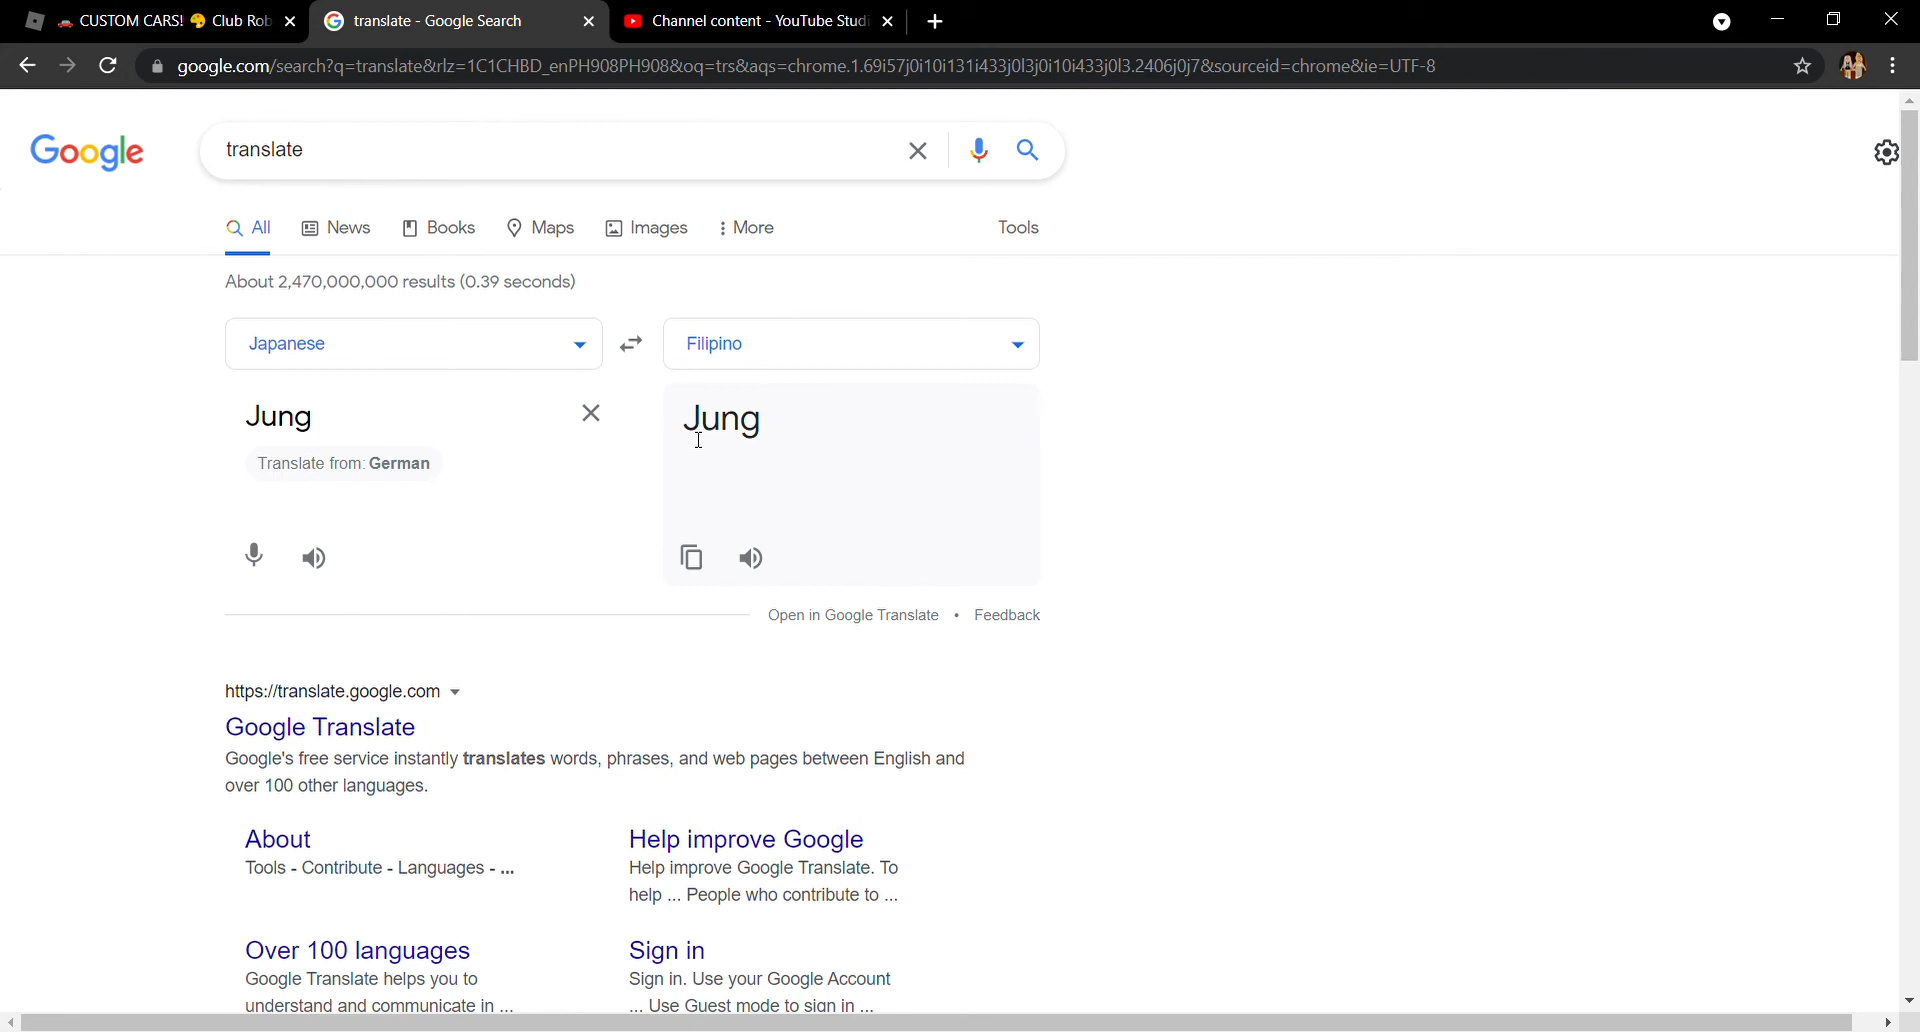 CUSTOM CARS! 🎨 Club Rob
translate - Google Search
Channel content - YouTube Studi
google.com/search?q=translate&rlz=1C1CHBD_enPH908PH908&oq=trs&aqs=chrome.1.69i57j0i10i131i433j0l3j0i10i433j0l3.2406j0j7&sourceid=chrome&ie=UTF-8
Google
translate
All News Books Maps Images More Tools
About 2,470,000,000 results (0.39 seconds)
Japanese
Filipino
Jung
Jung
Translate from: German
Open in Google Translate • Feedback
https://translate.google.com
Google Translate
Google's free service instantly translates words, phrases, and web pages between English and
over 100 other languages.
About
Tools - Contribute - Languages - ...
Help improve Google
Help improve Google Translate. To
help ... People who contribute to ...
Over 100 languages
Google Translate helps you to
understand and communicate in ...
Sign in
Sign in. Use your Google Account
... Use Guest mode to sign in ...